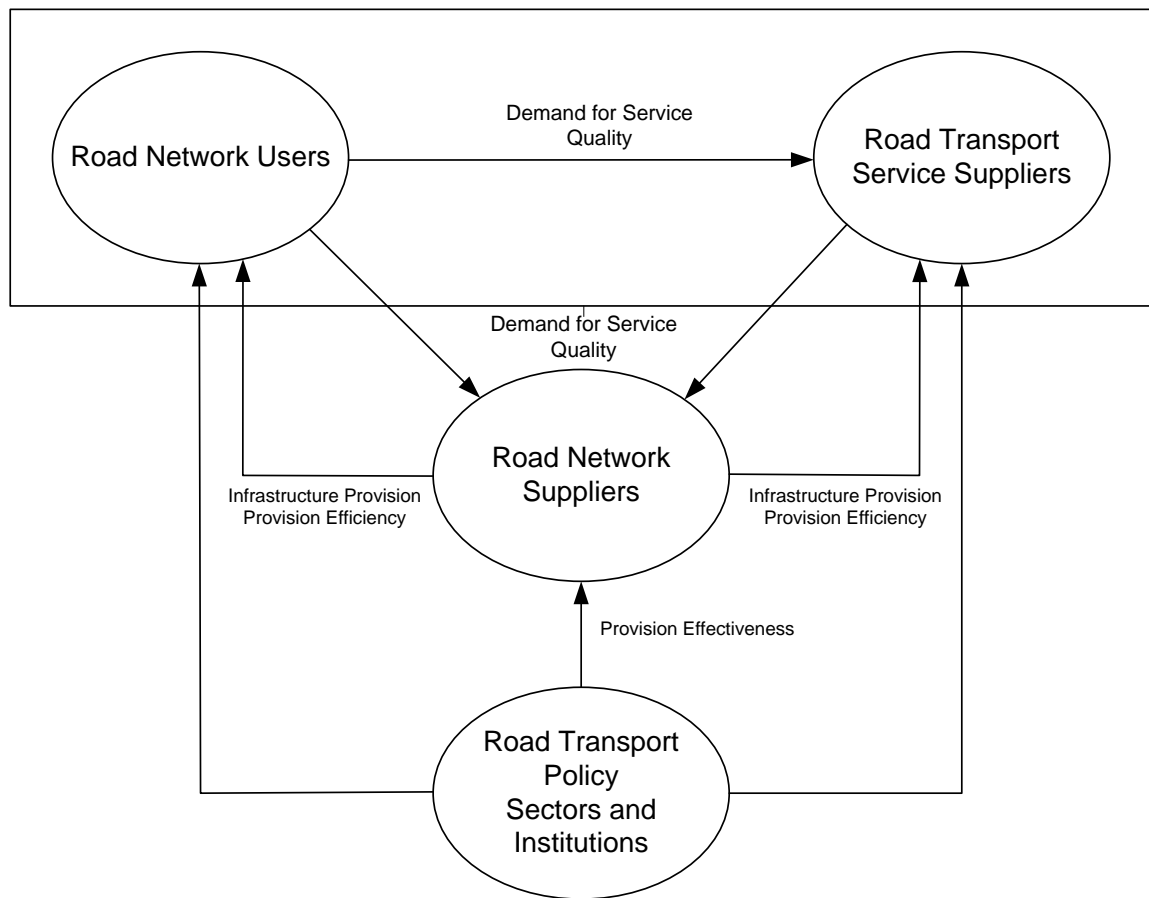 Road Network Users
Demand for Service
Quality
Road Transport
Service Suppliers
Demand for Service
Quality
Road Network
Suppliers
Infrastructure Provision
Provision Efficiency
Infrastructure Provision
Provision Efficiency
Provision Effectiveness
Road Transport
Policy
Sectors and
Institutions